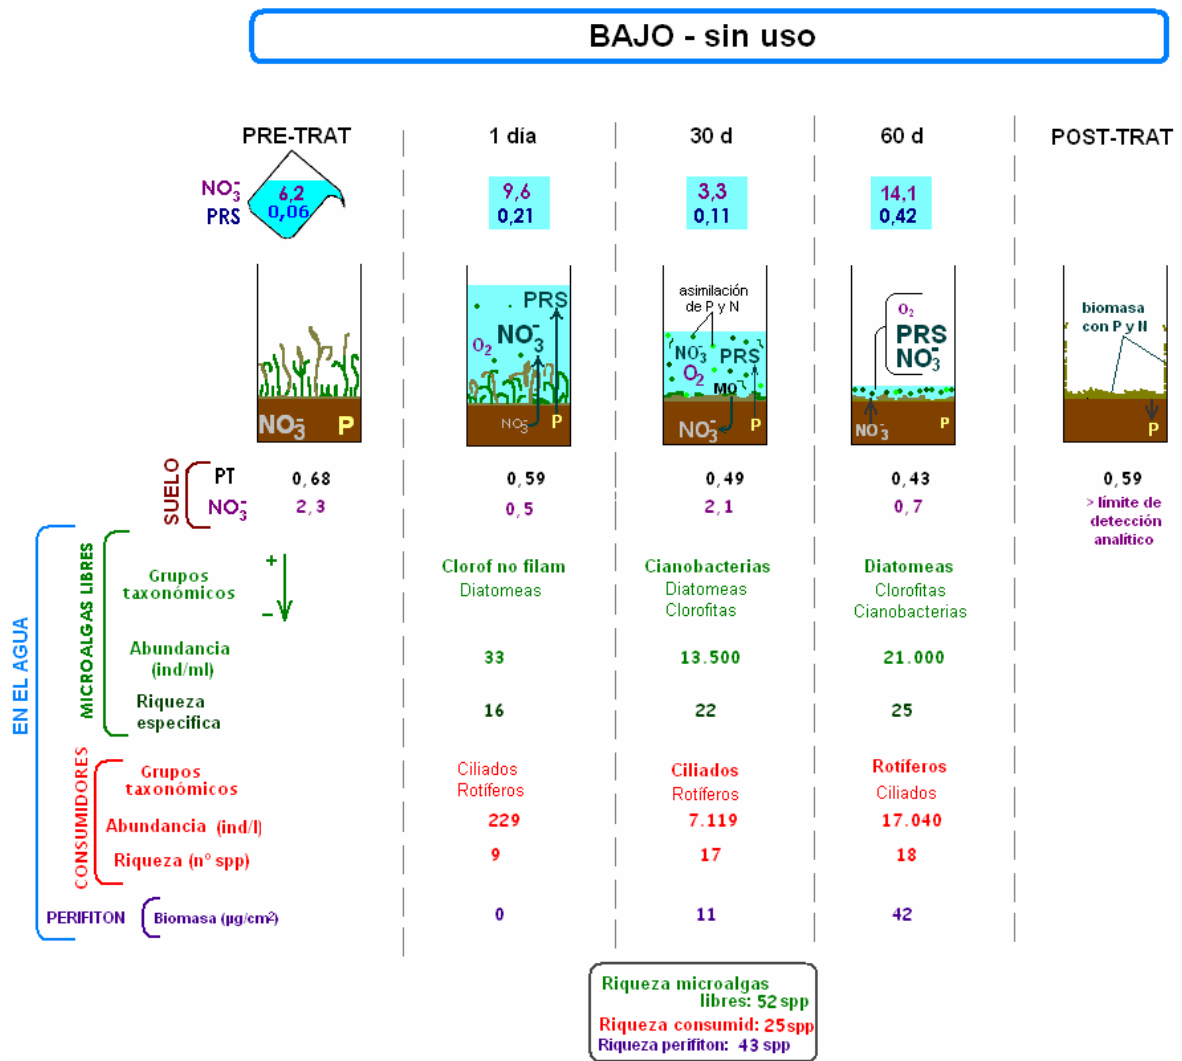 BAJO - sin uso
PRE-TRAT
1 día
30 d
60 d
POST-TRAT
NO3-
PRS
6,2
0,06
9,6
0,21
3,3
0,11
14,1
0,42
NO3-
P
PRS
NO3-
O2
NO3-
P
asimilación
de P y N
NO3-
PRS
O2
MO
NO3-
P
O2
PRS
NO3-
NO3-
P
biomasa
con P y N
P
SUELO
PT
0,68
0,59
0,49
0,43
0,59
NO3-
2,3
0,5
2,1
0,7
> límite de
detección
analítico
EN EL AGUA
MICROALGAS LIBRES
Grupos
taxonómicos
+
-
Clorof no filam
Diatomeas
Cianobacterias
Diatomeas
Clorofitas
Diatomeas
Clorofitas
Cianobacterias
Abundancia
(ind/ml)
33
13.500
21.000
Riqueza
especifica
16
22
25
CONSUMIDORES
Grupos
taxonómicos
Ciliados
Rotíferos
Ciliados
Rotíferos
Rotíferos
Ciliados
Abundancia (ind/l)
229
7.119
17.040
Riqueza (nº spp)
9
17
18
PERIFITON
Biomasa (µg/cm²)
0
11
42
Riqueza microalgas
libres: 52 spp
Riqueza consumid: 25 spp
Riqueza perifiton: 43 spp